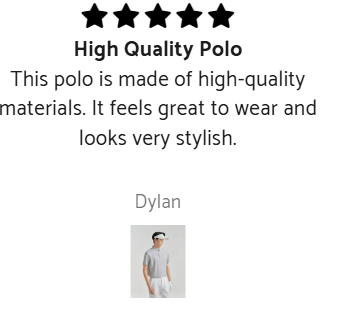 High Quality Polo
This polo is made of high-quality
materials. It feels great to wear and
looks very stylish.
Dylan